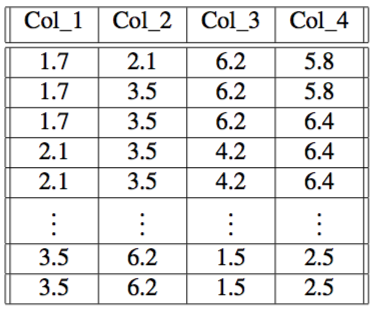 Col_1 Col_2 Col_3 Col_4
1.7 2.1 6.2 5.8
1.7 3.5 6.2 5.8
1.7 3.5 6.2 6.4
2.1 3.5 4.2 6.4
2.1 3.5 4.2 6.4
⋮ ⋮ ⋮ ⋮
3.5 6.2 1.5 2.5
3.5 6.2 1.5 2.5